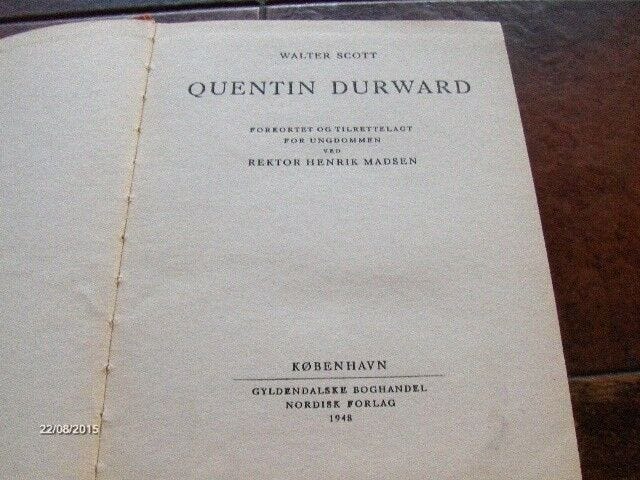 WALTER SCOTT
QUENTIN DURWARD
FORKORTET OG TILRETTELAGT
FOR UNGDOMMEN
VED
REKTOR HENRIK MADSEN
KØBENHAVN
GYLDENDALSKE BOGHANDEL
NORDISK FORLAG
1948
22/08/2015